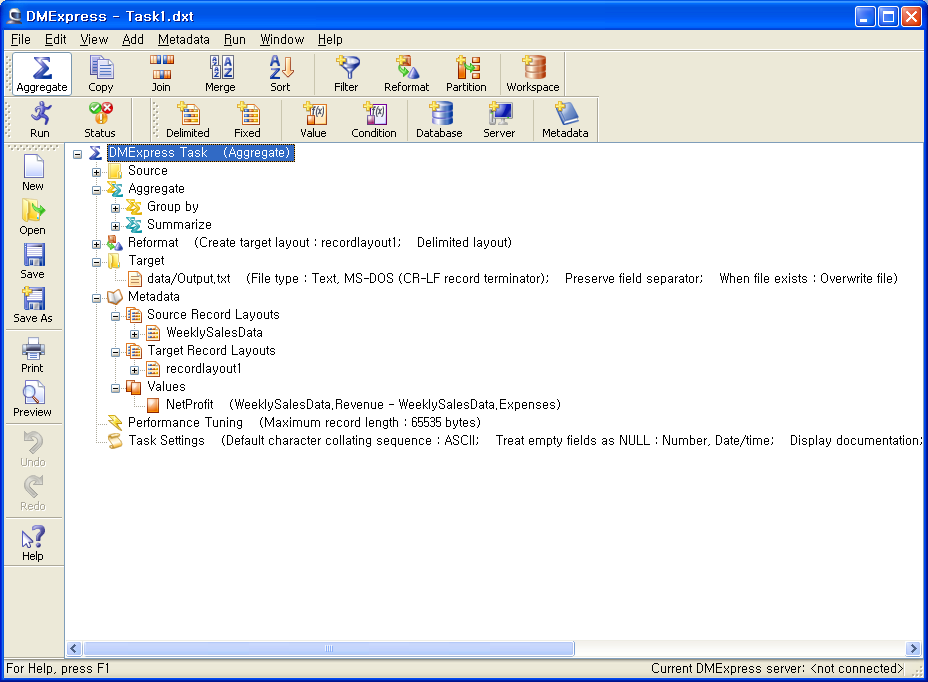 DMExpress - Task1.dxt
File Edit View Add Metadata Run Window Help
Aggregate Copy Join Merge Sort Filter Reformat Partition Workspace
Run Status Delimited Fixed Value Condition Database Server Metadata
New
Open
Save
Save As
Print
Preview
Undo
Redo
Help
DMExpress Task (Aggregate)
Source
Aggregate
Group by
Summarize
Reformat (Create target layout : recordlayout1; Delimited layout)
Target
data/Output.txt (File type : Text, MS-DOS (CR-LF record terminator); Preserve field separator; When file exists : Overwrite file)
Metadata
Source Record Layouts
WeeklySalesData
Target Record Layouts
recordlayout1
Values
NetProfit (WeeklySalesData.Revenue - WeeklySalesData.Expenses)
Performance Tuning (Maximum record length : 65535 bytes)
Task Settings (Default character collating sequence : ASCII; Treat empty fields as NULL : Number, Date/time; Display documentation;
For Help, press F1
Current DMExpress server: <not connected>